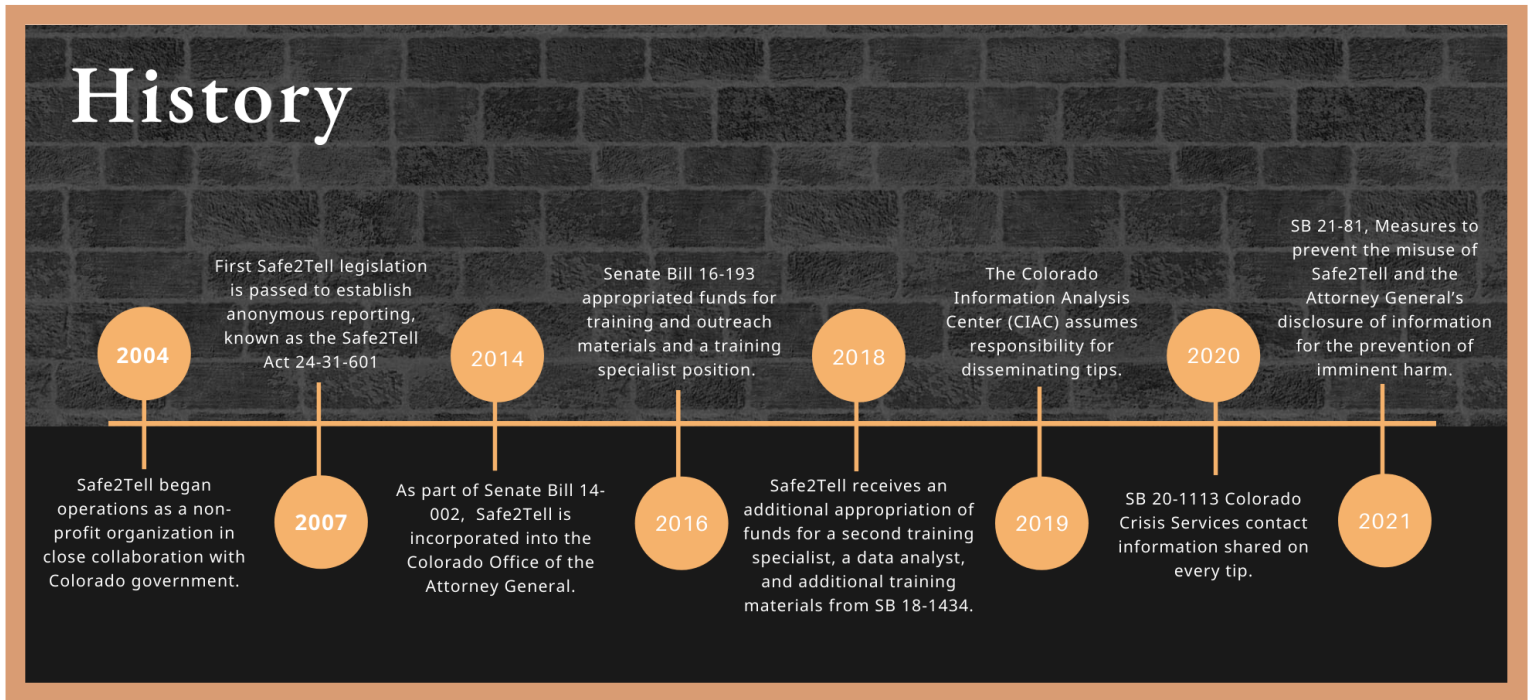 History
2004
Safe2Tell began
operations as a non-
profit organization in
close collaboration with
Colorado government.
First Safe2Tell legislation
is passed to establish
anonymous reporting,
known as the Safe2Tell
Act 24-31-601
2007
2014
As part of Senate Bill 14-
002,  Safe2Tell is
incorporated into the
Colorado Office of the
Attorney General.
Senate Bill 16-193
appropriated funds for
training and outreach
materials and a training
specialist position.
2016
2018
Safe2Tell receives an
additional appropriation of
funds for a second training
specialist, a data analyst,
and additional training
materials from SB 18-1434.
The Colorado
Information Analysis
Center (CIAC) assumes
responsibility for
disseminating tips.
2019
2020
SB 20-1113 Colorado
Crisis Services contact
information shared on
every tip.
SB 21-81, Measures to
prevent the misuse of
Safe2Tell and the
Attorney General’s
disclosure of information
for the prevention of
imminent harm.
2021